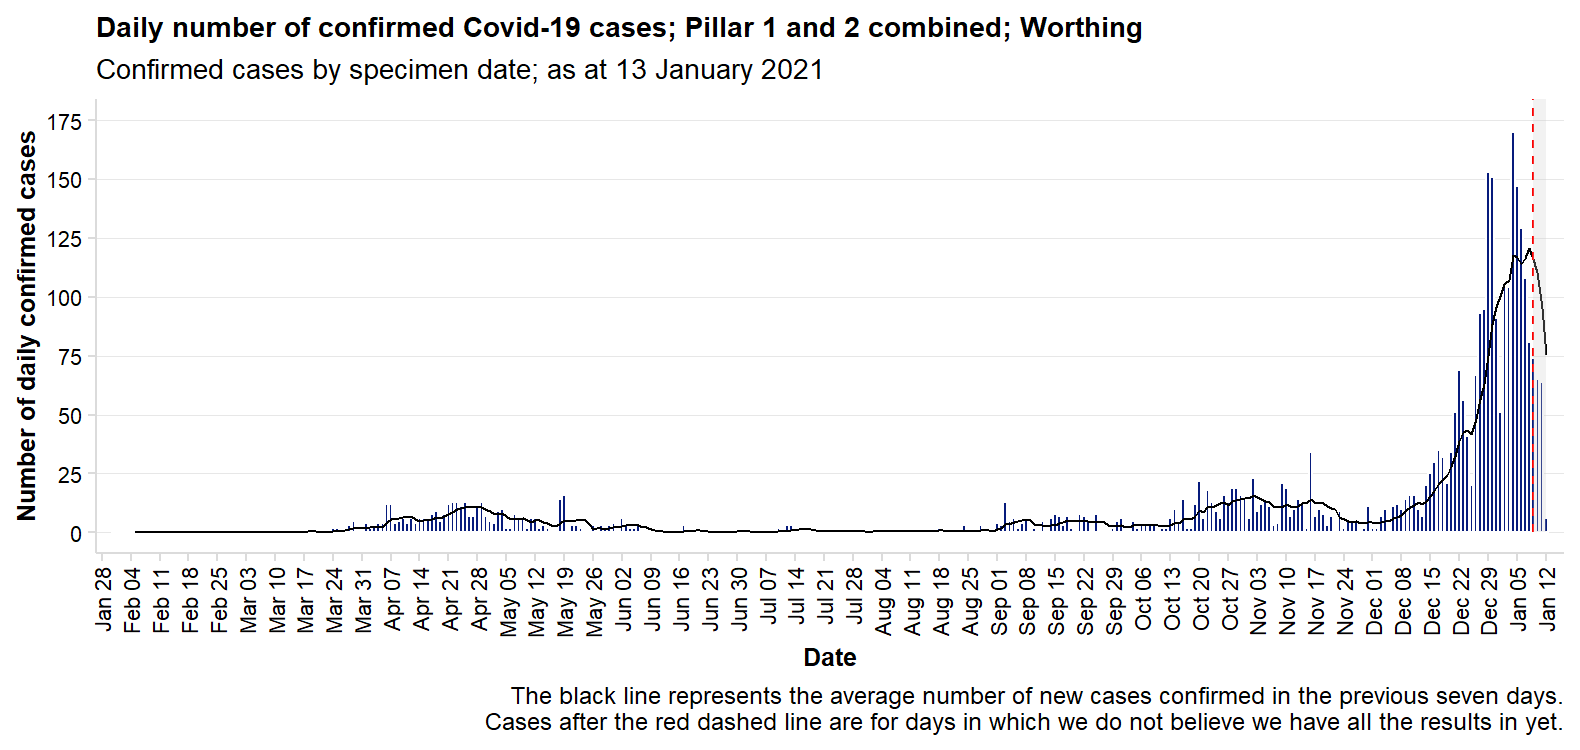 Daily number of confirmed Covid-19 cases; Pillar 1 and 2 combined; Worthing
Confirmed cases by specimen date; as at 13 January 2021
Number of daily confirmed cases
175
150
125
100
75
50
25
0
Jan 28
Feb 04
Feb 11
Feb 18
Feb 25
Mar 03
Mar 10
Mar 17
Mar 24
Mar 31
Apr 07
Apr 14
Apr 21
Apr 28
May 05
May 12
May 19
May 26
Jun 02
Jun 09
Jun 16
Jun 23
Jun 30
Jul 07
Jul 14
Jul 21
Jul 28
Aug 04
Aug 11
Aug 18
Aug 25
Sep 01
Sep 08
Sep 15
Sep 22
Sep 29
Oct 06
Oct 13
Oct 20
Oct 27
Nov 03
Nov 10
Nov 17
Nov 24
Dec 01
Dec 08
Dec 15
Dec 22
Dec 29
Jan 05
Jan 12
Date
The black line represents the average number of new cases confirmed in the previous seven days.
Cases after the red dashed line are for days in which we do not believe we have all the results in yet.